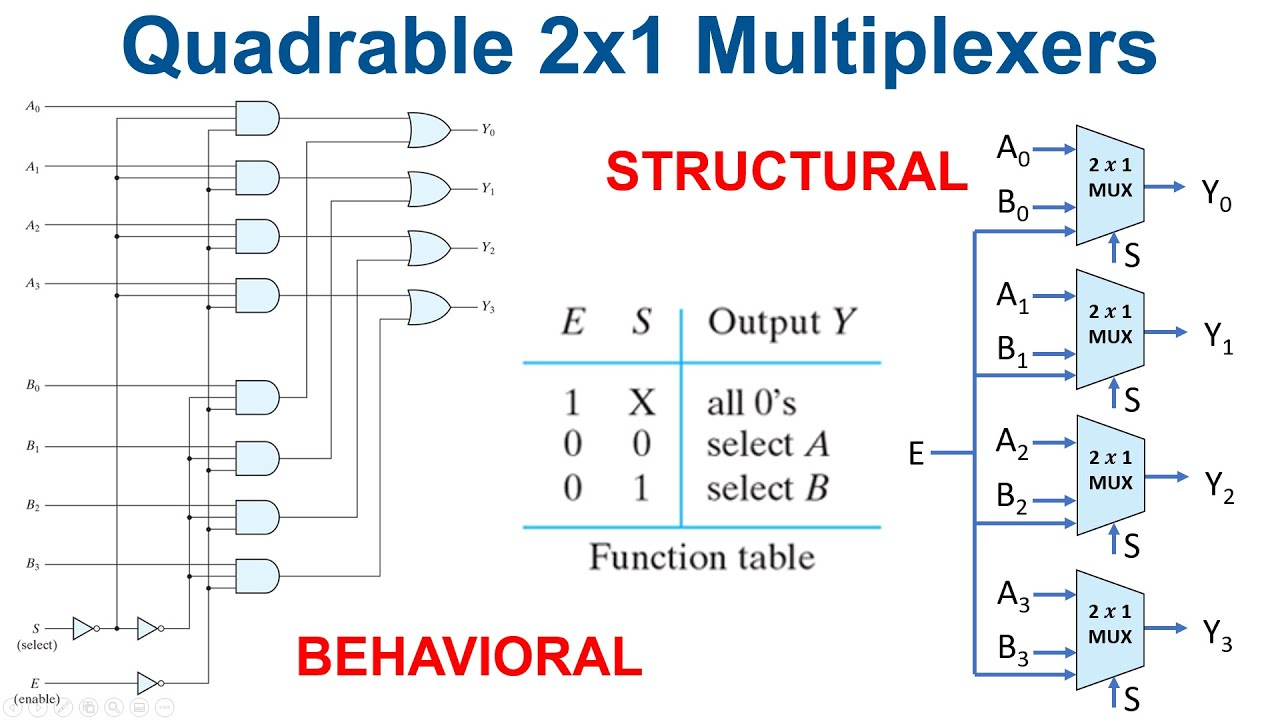 Quadrable 2x1 Multiplexers
A0
A1
A2
A3
B0
B1
B2
B3
S
(select)
E
(enable)
Y0
Y1
Y2
Y3
STRUCTURAL
BEHAVIORAL
E S Output Y
1 X all 0's
0 0 select A
0 1 select B
Function table
E
A0
B0
2 x 1
MUX
S
Y0
A1
B1
2 x 1
MUX
S
Y1
A2
B2
2 x 1
MUX
S
Y2
A3
B3
2 x 1
MUX
S
Y3